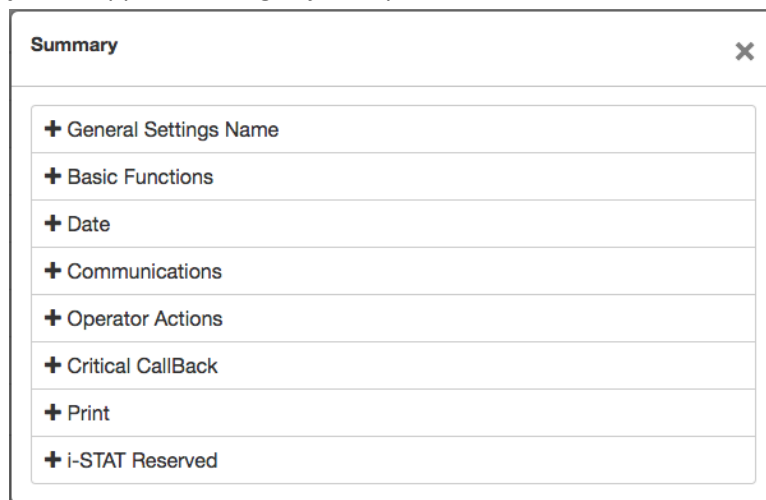 Summary
General Settings Name
Basic Functions
Date
Communications
Operator Actions
Critical CallBack
Print
i-STAT Reserved